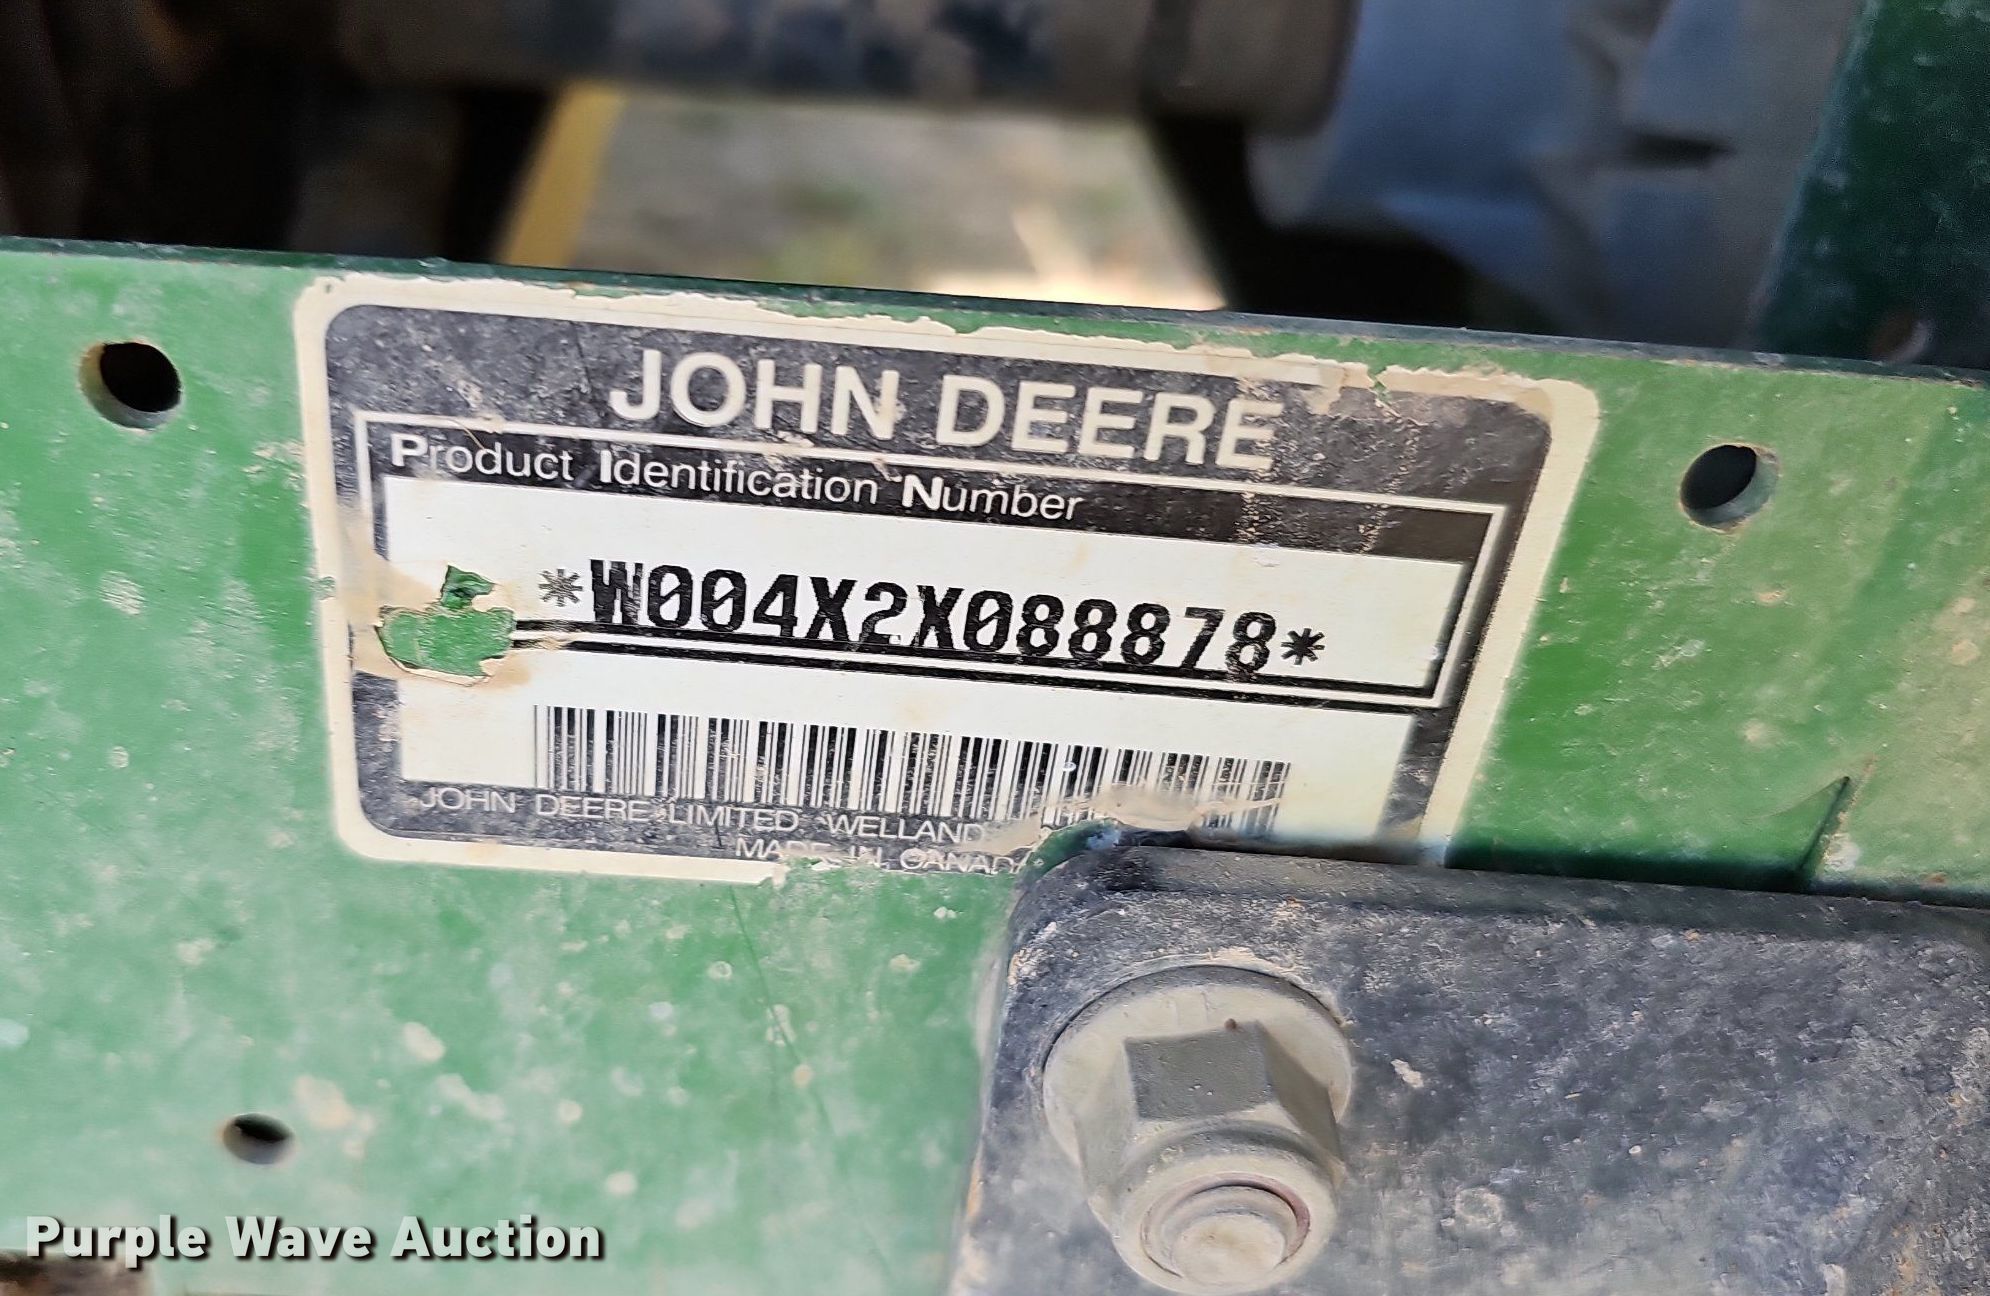 JOHN DEERE
Product Identification Number
*W004X2X088878*
JOHN DEERE LIMITED WELLAND
MADE IN CANADA
Purple Wave Auction